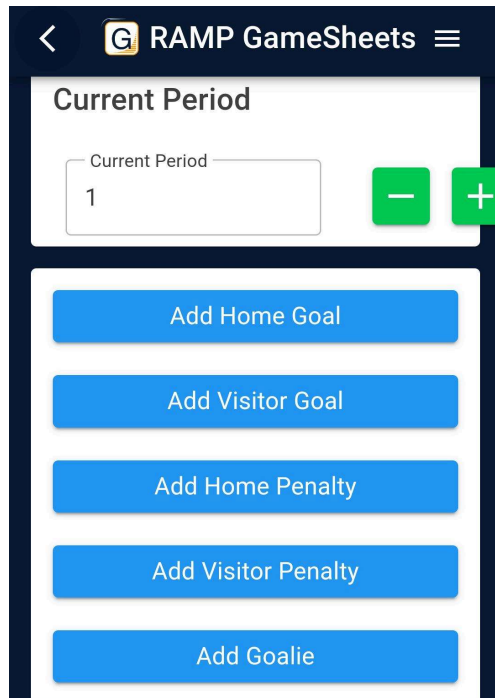 G RAMP GameSheets
Current Period
Current Period
1
Add Home Goal
Add Visitor Goal
Add Home Penalty
Add Visitor Penalty
Add Goalie